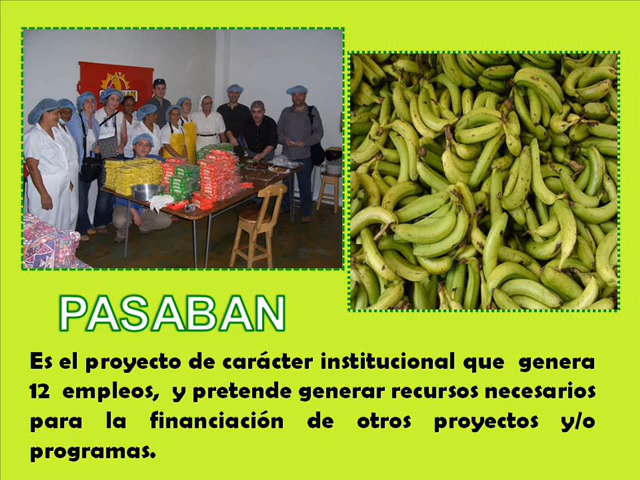 PASABAN
Es el proyecto de carácter institucional que genera
12 empleos, y pretende generar recursos necesarios
para la financiación de otros proyectos y/o
programas.